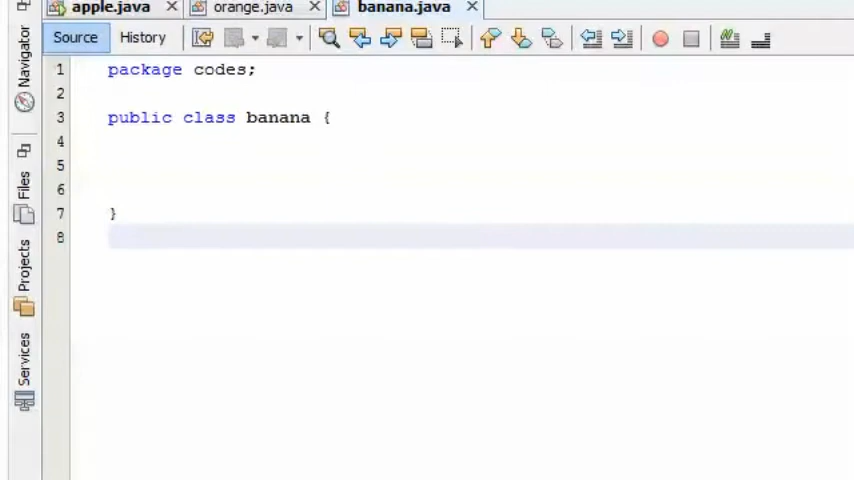 apple.java
orange.java
banana.java
Source
History
Navigator
Files
Projects
Services
1 package codes;
2
3 public class banana {
4
5
6
7 }
8